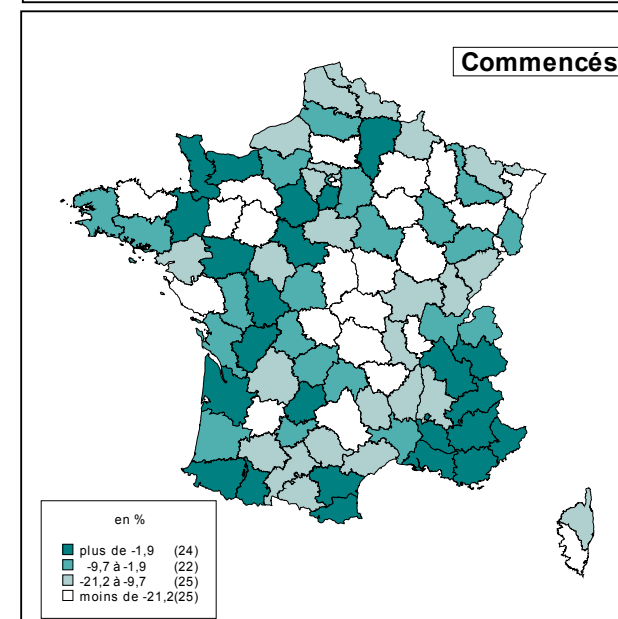 Commencés
en %
plus de -1,9 (24)
-9,7 à -1,9 (22)
-21,2 à -9,7 (25)
moins de -21,2(25)